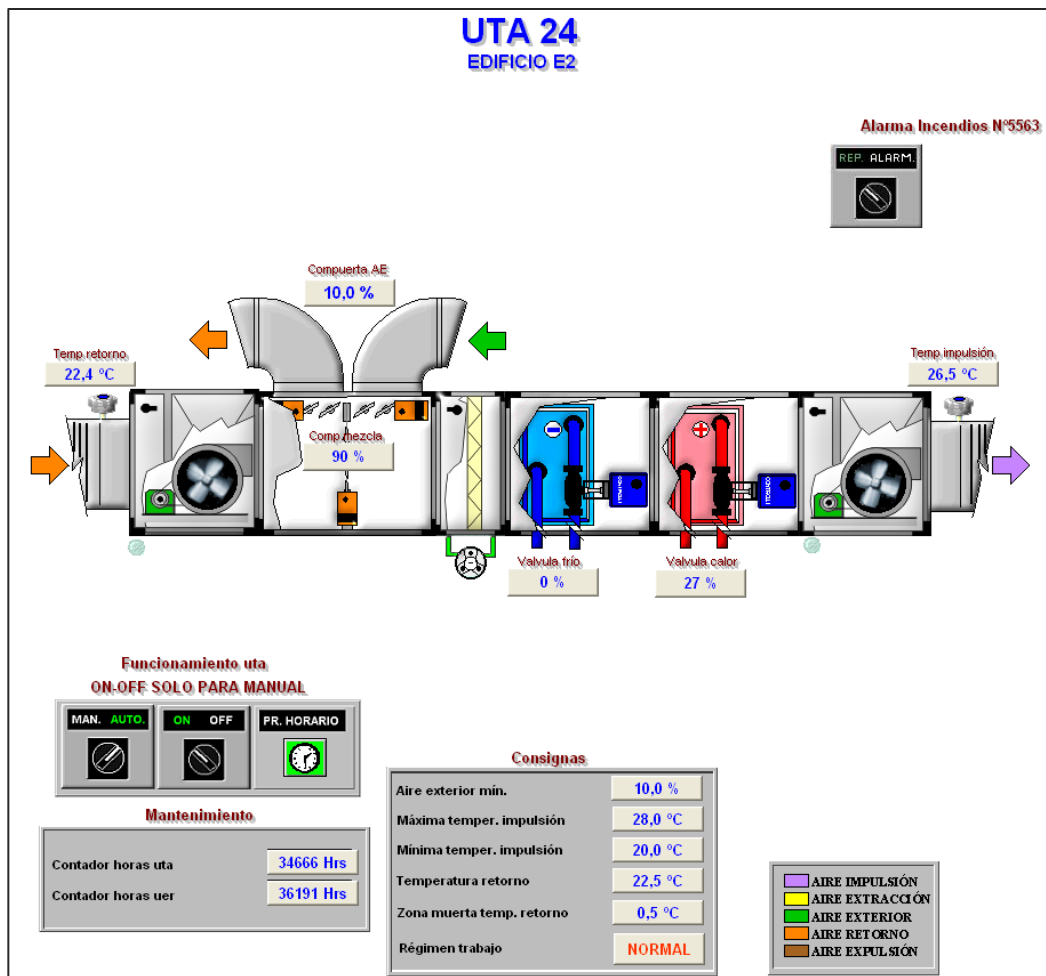 UTA 24
EDIFICIO E2
Alarma Incendios Nº5563
REP. ALARM.
Compuerta AE
10,0 %
Temp retorno
22,4 °C
Temp impulsión
26,5 °C
Comp.mezcla
90 %
Valvula frío
0 %
Valvula calor
27 %
Funcionamiento uta
ON-OFF SOLO PARA MANUAL
MAN. AUTO.
ON OFF
PR. HORARIO
Mantenimiento
Contador horas uta 34666 Hrs
Contador horas uer 36191 Hrs
Consignas
Aire exterior mín. 10,0 %
Máxima temper. impulsión 28,0 °C
Mínima temper. impulsión 20,0 °C
Temperatura retorno 22,5 °C
Zona muerta temp. retorno 0,5 °C
Régimen trabajo NORMAL
AIRE IMPULSIÓN
AIRE EXTRACCIÓN
AIRE EXTERIOR
AIRE RETORNO
AIRE EXPULSIÓN